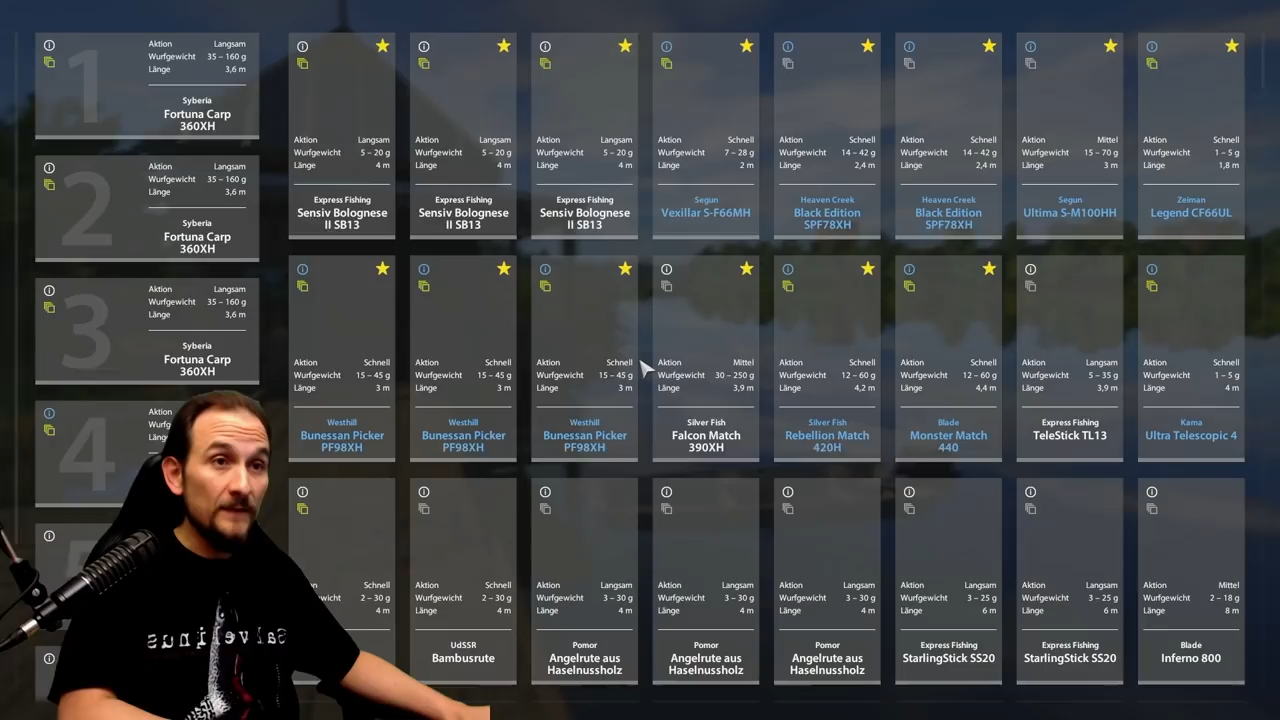 1
Aktion Langsam
Wurfgewicht 35 – 160 g
Länge 3,6 m
Syberia
Fortuna Carp
360XH
2
Aktion Langsam
Wurfgewicht 35 – 160 g
Länge 3,6 m
Syberia
Fortuna Carp
360XH
3
Aktion Langsam
Wurfgewicht 35 – 160 g
Länge 3,6 m
Syberia
Fortuna Carp
360XH
4
Aktion
Aktion Langsam
Wurfgewicht 5 – 20 g
Länge 4 m
Express Fishing
Sensiv Bolognese
II SB13
Aktion Langsam
Wurfgewicht 5 – 20 g
Länge 4 m
Express Fishing
Sensiv Bolognese
II SB13
Aktion Langsam
Wurfgewicht 5 – 20 g
Länge 4 m
Express Fishing
Sensiv Bolognese
II SB13
Aktion Schnell
Wurfgewicht 7 – 28 g
Länge 2 m
Segun
Vexillar S-F66MH
Aktion Schnell
Wurfgewicht 14 – 42 g
Länge 2,4 m
Heaven Creek
Black Edition
SPF78XH
Aktion Schnell
Wurfgewicht 14 – 42 g
Länge 2,4 m
Heaven Creek
Black Edition
SPF78XH
Aktion Mittel
Wurfgewicht 15 – 70 g
Länge 3 m
Segun
Ultima S-M100HH
Aktion Schnell
Wurfgewicht 1 – 5 g
Länge 1,8 m
Zeiman
Legend CF66UL
Aktion Schnell
Wurfgewicht 15 – 45 g
Länge 3 m
Westhill
Bunessan Picker
PF98XH
Aktion Schnell
Wurfgewicht 15 – 45 g
Länge 3 m
Westhill
Bunessan Picker
PF98XH
Aktion Schnell
Wurfgewicht 15 – 45 g
Länge 3 m
Westhill
Bunessan Picker
PF98XH
Aktion Mittel
Wurfgewicht 30 – 250 g
Länge 3,9 m
Silver Fish
Falcon Match
390XH
Aktion Schnell
Wurfgewicht 12 – 60 g
Länge 4,2 m
Silver Fish
Rebellion Match
420H
Aktion Schnell
Wurfgewicht 12 – 60 g
Länge 4,4 m
Blade
Monster Match
440
Aktion Langsam
Wurfgewicht 5 – 35 g
Länge 3,9 m
Express Fishing
TeleStick TL13
Aktion Schnell
Wurfgewicht 1 – 5 g
Länge 4 m
Kama
Ultra Telescopic 4
Schnell
2 – 30 g
4 m
Aktion Schnell
Wurfgewicht 2 – 30 g
Länge 4 m
UdSSR
Bambusrute
Aktion Langsam
Wurfgewicht 3 – 30 g
Länge 4 m
Pomor
Angelrute aus
Haselnussholz
Aktion Langsam
Wurfgewicht 3 – 30 g
Länge 4 m
Pomor
Angelrute aus
Haselnussholz
Aktion Langsam
Wurfgewicht 3 – 30 g
Länge 4 m
Pomor
Angelrute aus
Haselnussholz
Aktion Langsam
Wurfgewicht 3 – 25 g
Länge 6 m
Express Fishing
StarlingStick SS20
Aktion Langsam
Wurfgewicht 3 – 25 g
Länge 6 m
Express Fishing
StarlingStick SS20
Aktion Mittel
Wurfgewicht 2 – 18 g
Länge 8 m
Blade
Inferno 800
Salvelinus